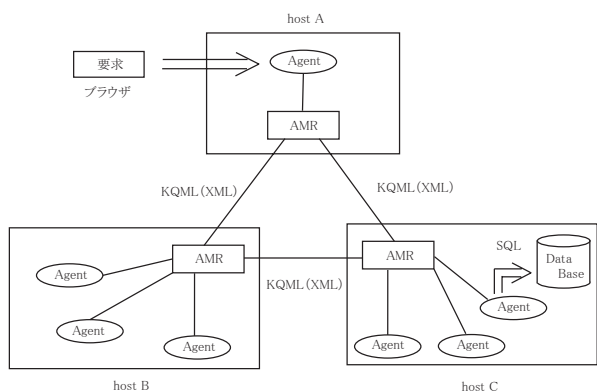 host A
要求
ブラウザ
Agent
AMR
KQML(XML)
KQML(XML)
AMR
Agent
Agent
Agent
KQML(XML)
AMR
SQL
Data
Base
Agent
Agent
Agent
host B
host C